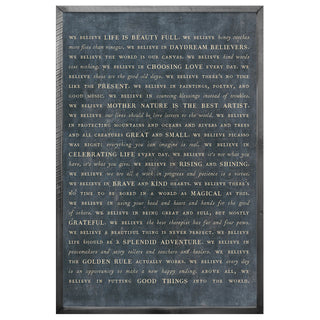 WE BELIEVE LIFE IS BEAUTY FULL. WE BELIEVE honey catches
more flies than vinegar. WE BELIEVE IN DAYDREAM BELIEVERS.
WE BELIEVE THE WORLD IS OUR CANVAS. WE BELIEVE kind words
cost nothing. WE BELIEVE IN CHOOSING LOVE EVERY DAY. WE
BELIEVE these are the good old days. WE BELIEVE THERE'S NO TIME
LIKE THE PRESENT. WE BELIEVE IN PAINTINGS, POETRY, AND
GOOD MUSIC. WE BELIEVE IN counting blessings instead of troubles.
WE BELIEVE MOTHER NATURE IS THE BEST ARTIST.
WE BELIEVE our lives should be love letters to the world. WE BELIEVE
IN PROTECTING MOUNTAINS AND OCEANS AND RIVERS AND TREES
AND ALL CREATURES GREAT AND SMALL. WE BELIEVE PICASSO
WAS RIGHT: everything you can imagine is real. WE BELIEVE IN
CELEBRATING LIFE EVERY DAY. WE BELIEVE it's not what you
have, it's who you give. WE BELIEVE IN RISING AND SHINING.
WE BELIEVE we are all a work in progress and patience is a virtue.
WE BELIEVE IN BRAVE AND KIND HEARTS. WE BELIEVE THERE'S
NO TIME TO BE BORED IN A WORLD AS MAGICAL AS THIS.
WE BELIEVE IN using your head and heart and hands for the good
of others. WE BELIEVE IN BEING GREAT AND FULL, BUT MOSTLY
GRATEFUL. WE BELIEVE the best therapist has fur and four paws.
WE BELIEVE A BEAUTIFUL THING IS NEVER PERFECT. WE BELIEVE
LIFE SHOULD BE A SPLENDID ADVENTURE. WE BELIEVE IN
peacemakers and story tellers and teachers and healers. WE BELIEVE
THE GOLDEN RULE ACTUALLY WORKS. WE BELIEVE every day
is an opportunity to make a new happy ending. ABOVE ALL, WE
BELIEVE IN PUTTING GOOD THINGS INTO THE WORLD.